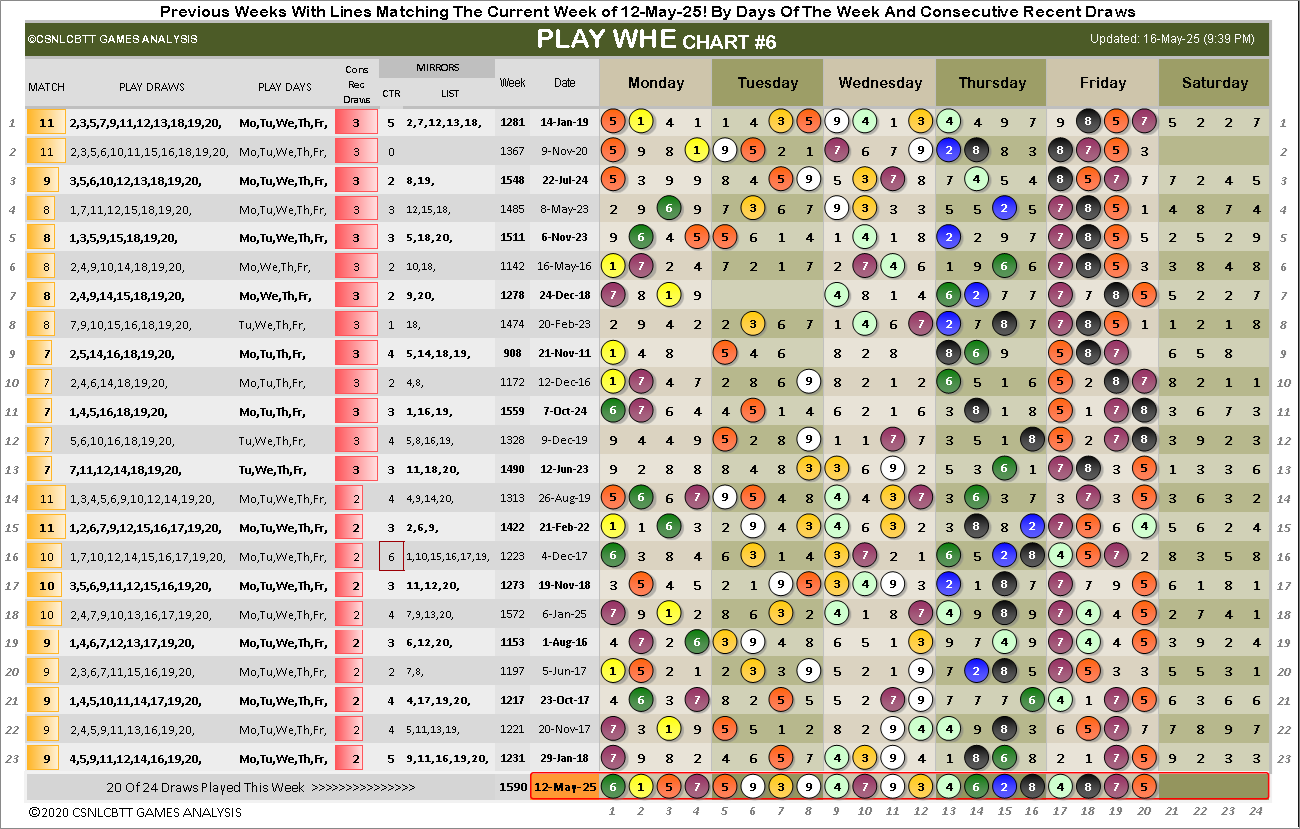 Previous Weeks With Lines Matching The Current Week of 12-May-25! By Days Of The Week And Consecutive Recent Draws
©CSNLCBTT GAMES ANALYSIS PLAY WHE CHART #6 Updated: 16-May-25 (9:39 PM)
MATCH PLAY DRAWS PLAY DAYS Cons Rec Draws MIRRORS CTR LIST Week Date Monday Tuesday Wednesday Thursday Friday Saturday
1 11 2,3,5,7,9,11,12,13,18,19,20, Mo,Tu,We,Th,Fr, 3 5 2,7,12,13,18, 1281 14-Jan-19 5 1 4 1 1 4 3 5 9 4 1 3 4 4 9 7 9 8 5 7 5 2 2 7 1
2 11 2,3,5,6,10,11,15,16,18,19,20, Mo,Tu,We,Th,Fr, 3 0 1367 9-Nov-20 5 9 8 1 9 5 2 1 7 6 7 9 2 8 8 3 8 7 5 3 2
3 9 3,5,6,10,12,13,18,19,20, Mo,Tu,We,Th,Fr, 3 2 8,19, 1548 22-Jul-24 5 3 9 9 8 4 5 9 5 3 7 8 7 4 5 4 8 5 7 7 7 2 4 5 3
4 8 1,7,11,12,15,18,19,20, Mo,Tu,We,Th,Fr, 3 3 12,15,18, 1485 8-May-23 2 9 6 9 7 3 6 7 9 3 3 3 5 5 2 5 7 8 5 1 4 8 7 4 4
5 8 1,3,5,9,15,18,19,20, Mo,Tu,We,Th,Fr, 3 3 5,18,20, 1511 6-Nov-23 9 6 4 5 5 6 1 4 1 4 1 8 2 2 9 7 7 8 5 5 2 5 2 9 5
6 8 2,4,9,10,14,18,19,20, Mo,We,Th,Fr, 3 2 10,18, 1142 16-May-16 1 7 2 4 7 2 1 7 2 7 4 6 1 9 6 6 7 8 5 3 3 8 4 8 6
7 8 2,4,9,14,15,18,19,20, Mo,We,Th,Fr, 3 2 9,20, 1278 24-Dec-18 7 8 1 9 4 8 1 4 6 2 7 7 7 7 8 5 5 2 2 7 7
8 8 7,9,10,15,16,18,19,20, Tu,We,Th,Fr, 3 1 18, 1474 20-Feb-23 2 9 4 2 2 3 6 7 1 4 6 7 2 7 8 7 7 8 5 1 1 2 1 8 8
9 7 2,5,14,16,18,19,20, Mo,Tu,Th,Fr, 3 4 5,14,18,19, 908 21-Nov-11 1 4 8 5 4 6 8 2 8 8 6 9 5 8 7 6 5 8 9
10 7 2,4,6,14,18,19,20, Mo,Tu,Th,Fr, 3 2 4,8, 1172 12-Dec-16 1 7 4 7 2 8 6 9 8 2 1 2 6 5 1 6 5 2 8 7 8 2 1 1 10
11 7 1,4,5,16,18,19,20, Mo,Tu,Th,Fr, 3 3 1,16,19, 1559 7-Oct-24 6 7 6 4 4 5 1 4 6 2 1 6 3 8 1 8 5 1 7 8 3 6 7 3 11
12 7 5,6,10,16,18,19,20, Tu,We,Th,Fr, 3 4 5,8,16,19, 1328 9-Dec-19 9 4 4 9 5 2 8 9 1 1 7 7 3 5 1 8 5 2 7 8 3 9 2 3 12
13 7 7,11,12,14,18,19,20, Tu,We,Th,Fr, 3 3 11,18,20, 1490 12-Jun-23 9 2 8 8 8 4 8 3 3 6 9 2 5 3 6 1 7 8 3 5 1 3 3 6 13
14 11 1,3,4,5,6,9,10,12,14,19,20, Mo,Tu,We,Th,Fr, 2 4 4,9,14,20, 1313 26-Aug-19 5 6 6 7 9 5 4 8 4 4 3 7 3 6 3 7 3 7 3 5 3 6 3 2 14
15 11 1,2,6,7,9,12,15,16,17,19,20, Mo,Tu,We,Th,Fr, 2 3 2,6,9, 1422 21-Feb-22 1 1 6 3 2 9 4 3 4 6 3 2 3 8 8 2 7 5 6 4 5 6 2 4 15
16 10 1,7,10,12,14,15,16,17,19,20, Mo,Tu,We,Th,Fr, 2 6 1,10,15,16,17,19, 1223 4-Dec-17 6 3 8 4 6 3 1 4 3 7 2 1 6 5 2 8 4 5 7 2 8 3 5 8 16
17 10 3,5,6,9,11,12,15,16,19,20, Mo,Tu,We,Th,Fr, 2 3 11,12,20, 1273 19-Nov-18 3 5 4 5 2 1 9 5 3 4 9 3 2 1 8 7 7 7 9 5 6 1 8 1 17
18 10 2,4,7,9,10,13,16,17,19,20, Mo,Tu,We,Th,Fr, 2 4 7,9,13,20, 1572 6-Jan-25 7 9 1 2 8 6 3 2 4 1 8 7 4 9 8 9 7 4 4 5 2 7 4 1 18
19 9 1,4,6,7,12,13,17,19,20, Mo,Tu,We,Th,Fr, 2 3 6,12,20, 1153 1-Aug-16 4 7 2 6 3 9 4 8 6 5 1 3 9 7 4 9 7 4 4 5 9 6 2 4 19
20 9 2,3,6,7,11,15,16,19,20, Mo,Tu,We,Th,Fr, 2 2 7,8, 1197 5-Jun-17 1 5 2 1 2 3 3 9 5 2 1 9 7 2 8 8 7 5 3 3 5 5 3 1 20
21 9 1,4,5,10,11,14,17,19,20, Mo,Tu,We,Th,Fr, 2 4 4,17,19,20, 1217 23-Oct-17 4 6 3 7 8 2 5 5 5 2 7 9 7 7 7 6 4 1 7 5 6 3 6 6 21
22 9 2,4,5,9,11,13,16,19,20, Mo,Tu,We,Th,Fr, 2 4 5,11,13,19, 1221 20-Nov-17 7 3 1 9 5 5 1 2 8 2 9 4 4 9 8 3 6 5 7 7 7 8 9 7 22
23 9 4,5,9,11,12,14,16,19,20, Mo,Tu,We,Th,Fr, 2 5 9,11,16,19,20, 1231 29-Jan-18 7 9 8 2 4 6 5 7 4 3 9 4 1 8 6 8 2 1 7 5 9 3 3 2 23
20 Of 24 Draws Played This Week >>>>>>>>>>>>>>> 1590 12-May-25 6 1 5 7 5 9 3 9 4 7 9 3 4 6 2 8 4 8 7 5
©2020 CSNLCBTT GAMES ANALYSIS 1 2 3 4 5 6 7 8 9 10 11 12 13 14 15 16 17 18 19 20 21 22 23 24